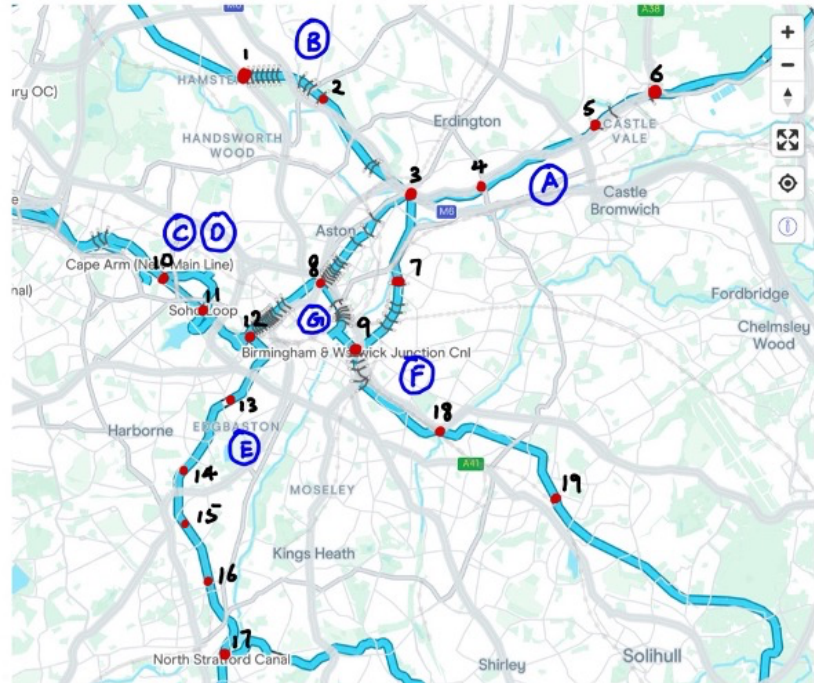 M6
A38
1
B
HAMSTE
2
6
ury OC)
Erdington
5
CASTLE
VALE
HANDSWORTH
WOOD
3
4
A
Castle
Bromwich
M6
C
D
Aston
Cape Arm (New Main Line)
10
8
7
nal)
11
Soho Loop
Fordbridge
12
G
9
Chelmsley
Wood
Birmingham & Warwick Junction Cnl
F
13
18
Harborne
EDGBASTON
E
A41
14
19
MOSELEY
15
Kings Heath
16
17
North Stratford Canal
Shirley
Solihull